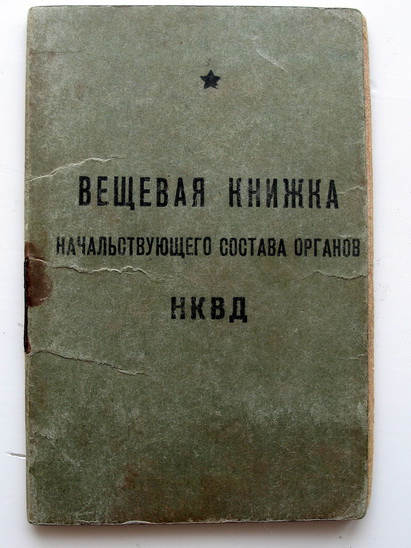 ВЕЩЕВАЯ КНИЖКА
НАЧАЛЬСТВУЮЩЕГО СОСТАВА ОРГАНОВ
НКВД